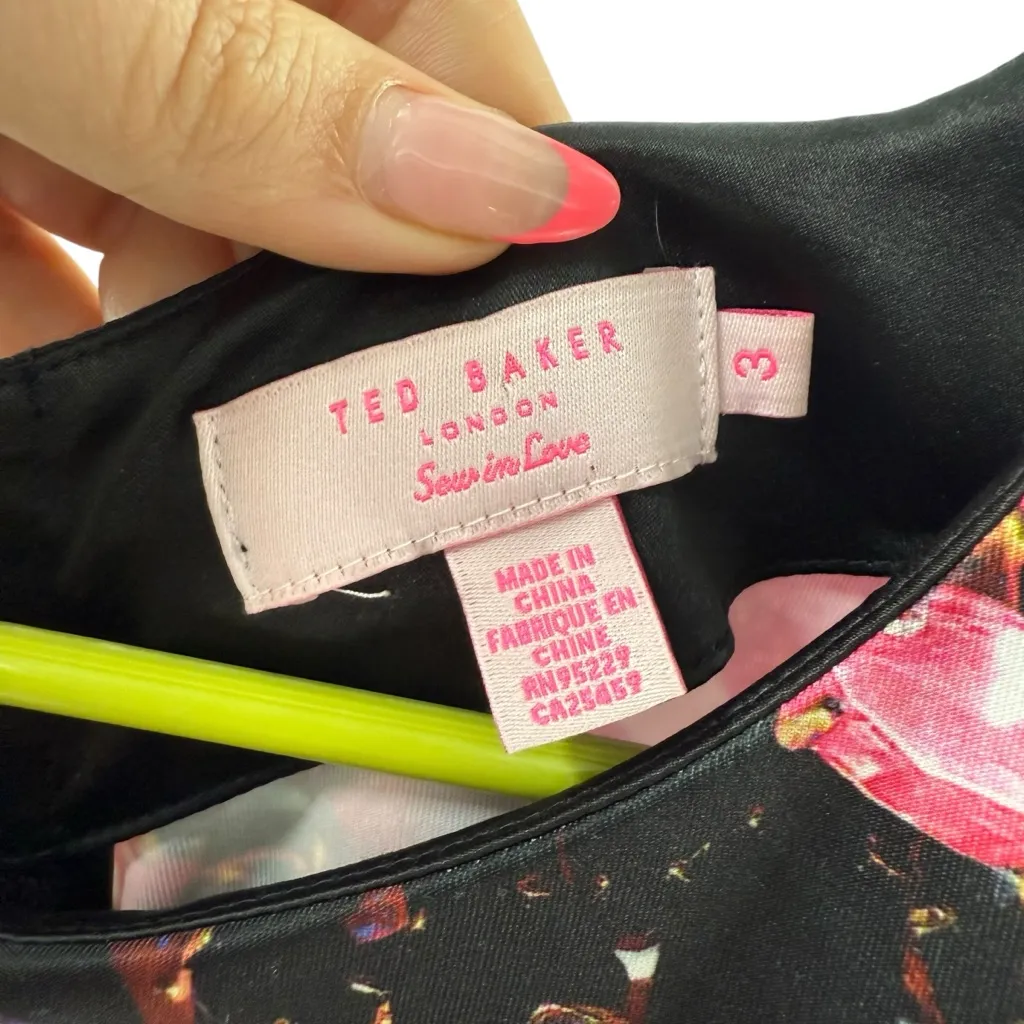 TED BAKER
LONDON
Sew in Love
3
MADE IN
CHINA
FABRIQUE EN
CHINE
RN95229
CA25459